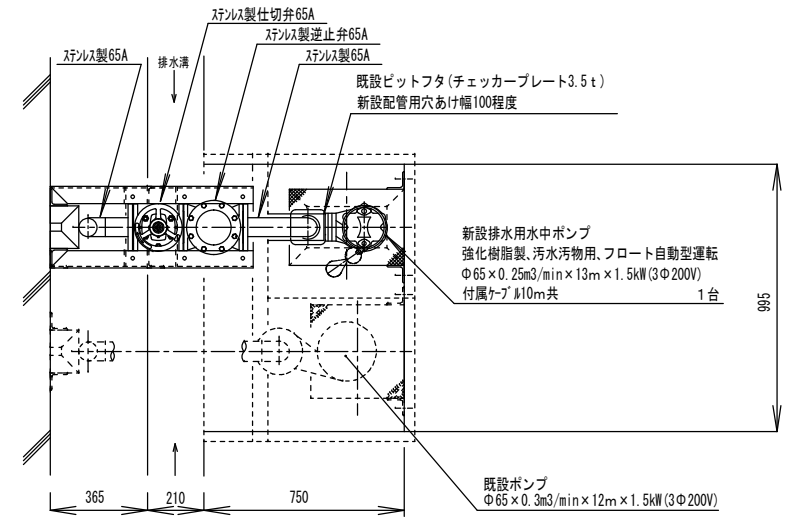 ステンレス製仕切弁65A
ステンレス製逆止弁65A
ステンレス製65A
排水溝
ステンレス製65A
既設ピットフタ(チェッカープレート3.5t)
新設配管用穴あけ幅100程度
新設排水用水中ポンプ
強化樹脂製、汚水汚物用、フロート自動型運転
Φ65×0.25m3/min×13m×1.5kW(3Φ200V)
付属ケーブル10m共 1台
995
365
210
750
既設ポンプ
Φ65×0.3m3/min×12m×1.5kW(3Φ200V)